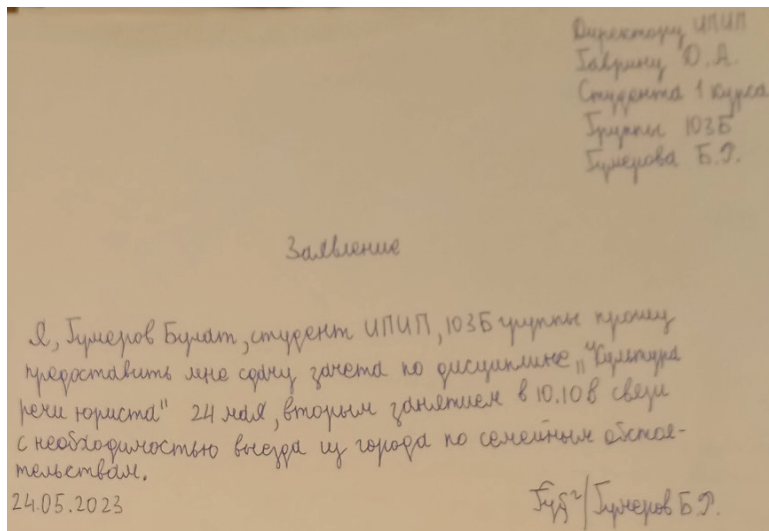 Директору ИПИП
Гаврину Д.А.
Студента 1 курса
Группы 103Б
Гумерова Б.Р.
Заявление
Я, Гумеров Булат, студент ИПИП, 103Б группы прошу
предоставить мне сдачу зачета по дисциплине „Культура
речи юриста" 24 мая, вторым занятием в 10.10 в связи
с необходимостью выезда из города по семейным обстоя-
тельствам.
24.05.2023
Гумеров Б.Р.